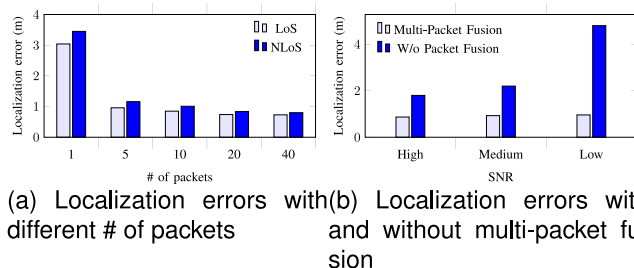 4
3
2
1
0
Localization error (m)
LoS
NLoS
1 5 10 20 40
# of packets
4
2
0
Localization error (m)
Multi-Packet Fusion
W/o Packet Fusion
High Medium Low
SNR
(a) Localization errors with
different # of packets
(b) Localization errors wit
and without multi-packet fu
sion